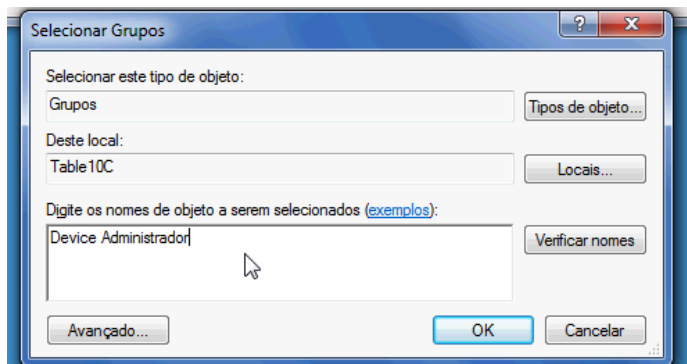 Selecionar Grupos
Selecionar este tipo de objeto:
Grupos
Tipos de objeto...
Deste local:
Table10C
Locais...
Digite os nomes de objeto a serem selecionados (exemplos):
Device Administrador
Verificar nomes
Avançado...
OK
Cancelar